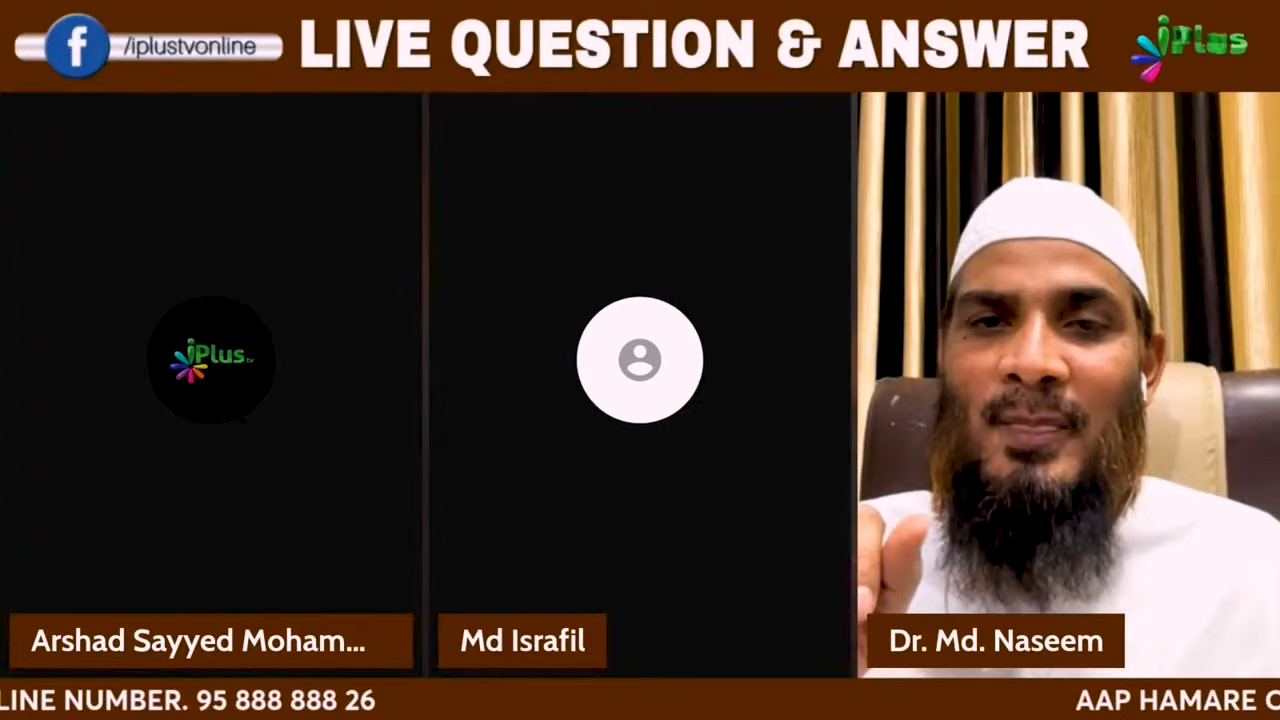 f /iplustvonline
LIVE QUESTION & ANSWER
iPlus
iPlus tv
Arshad Sayyed Moham...
Md Israfil
Dr. Md. Naseem
LINE NUMBER. 95 888 888 26
AAP HAMARE